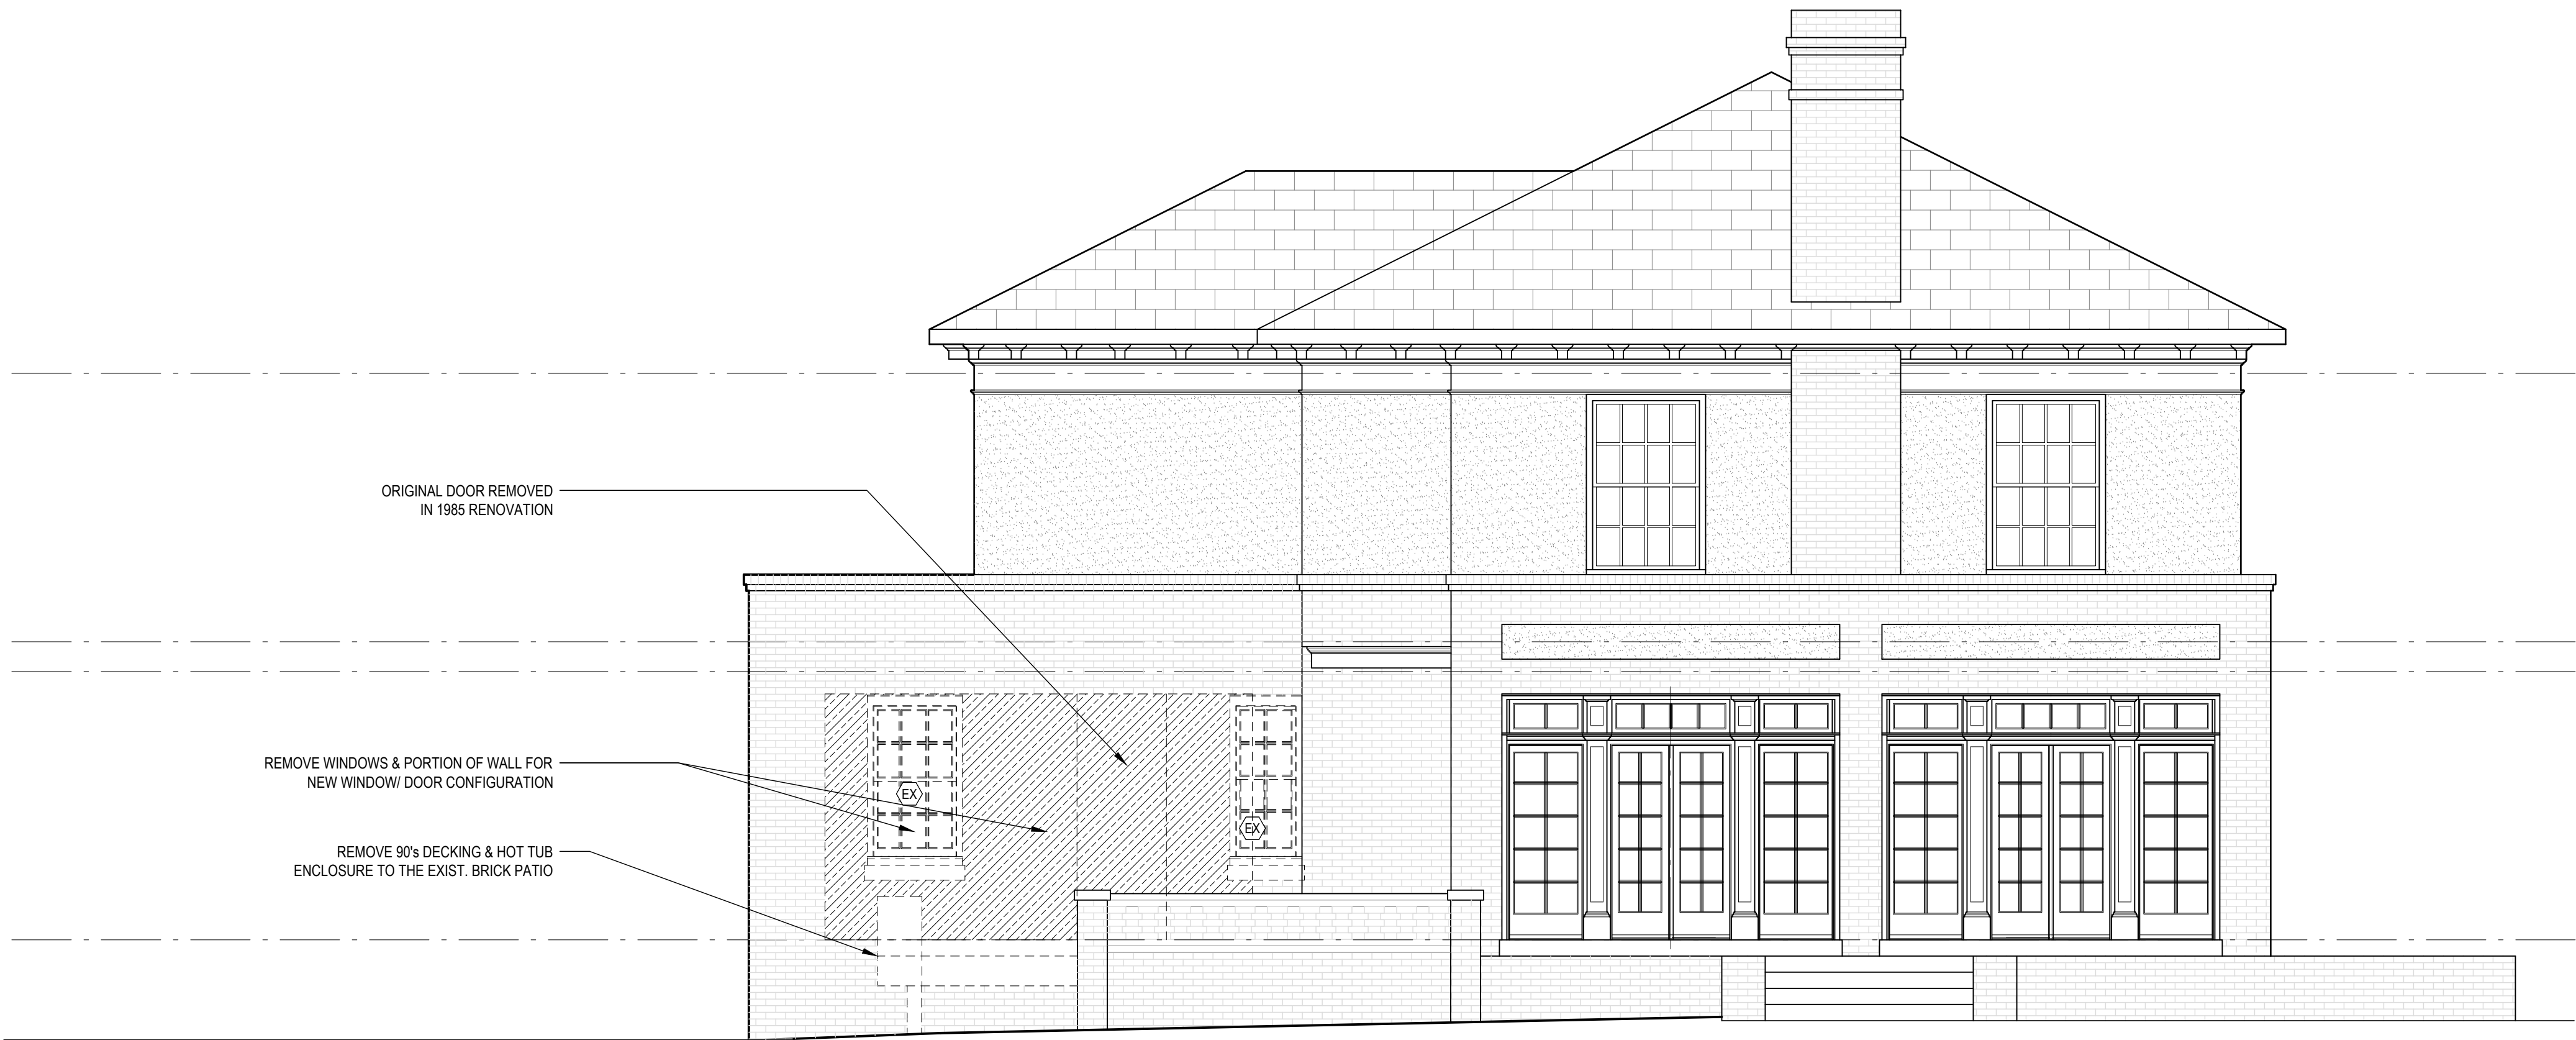 ORIGINAL DOOR REMOVED
IN 1985 RENOVATION
REMOVE WINDOWS & PORTION OF WALL FOR
NEW WINDOW/ DOOR CONFIGURATION
EX
EX
REMOVE 90's DECKING & HOT TUB
ENCLOSURE TO THE EXIST. BRICK PATIO